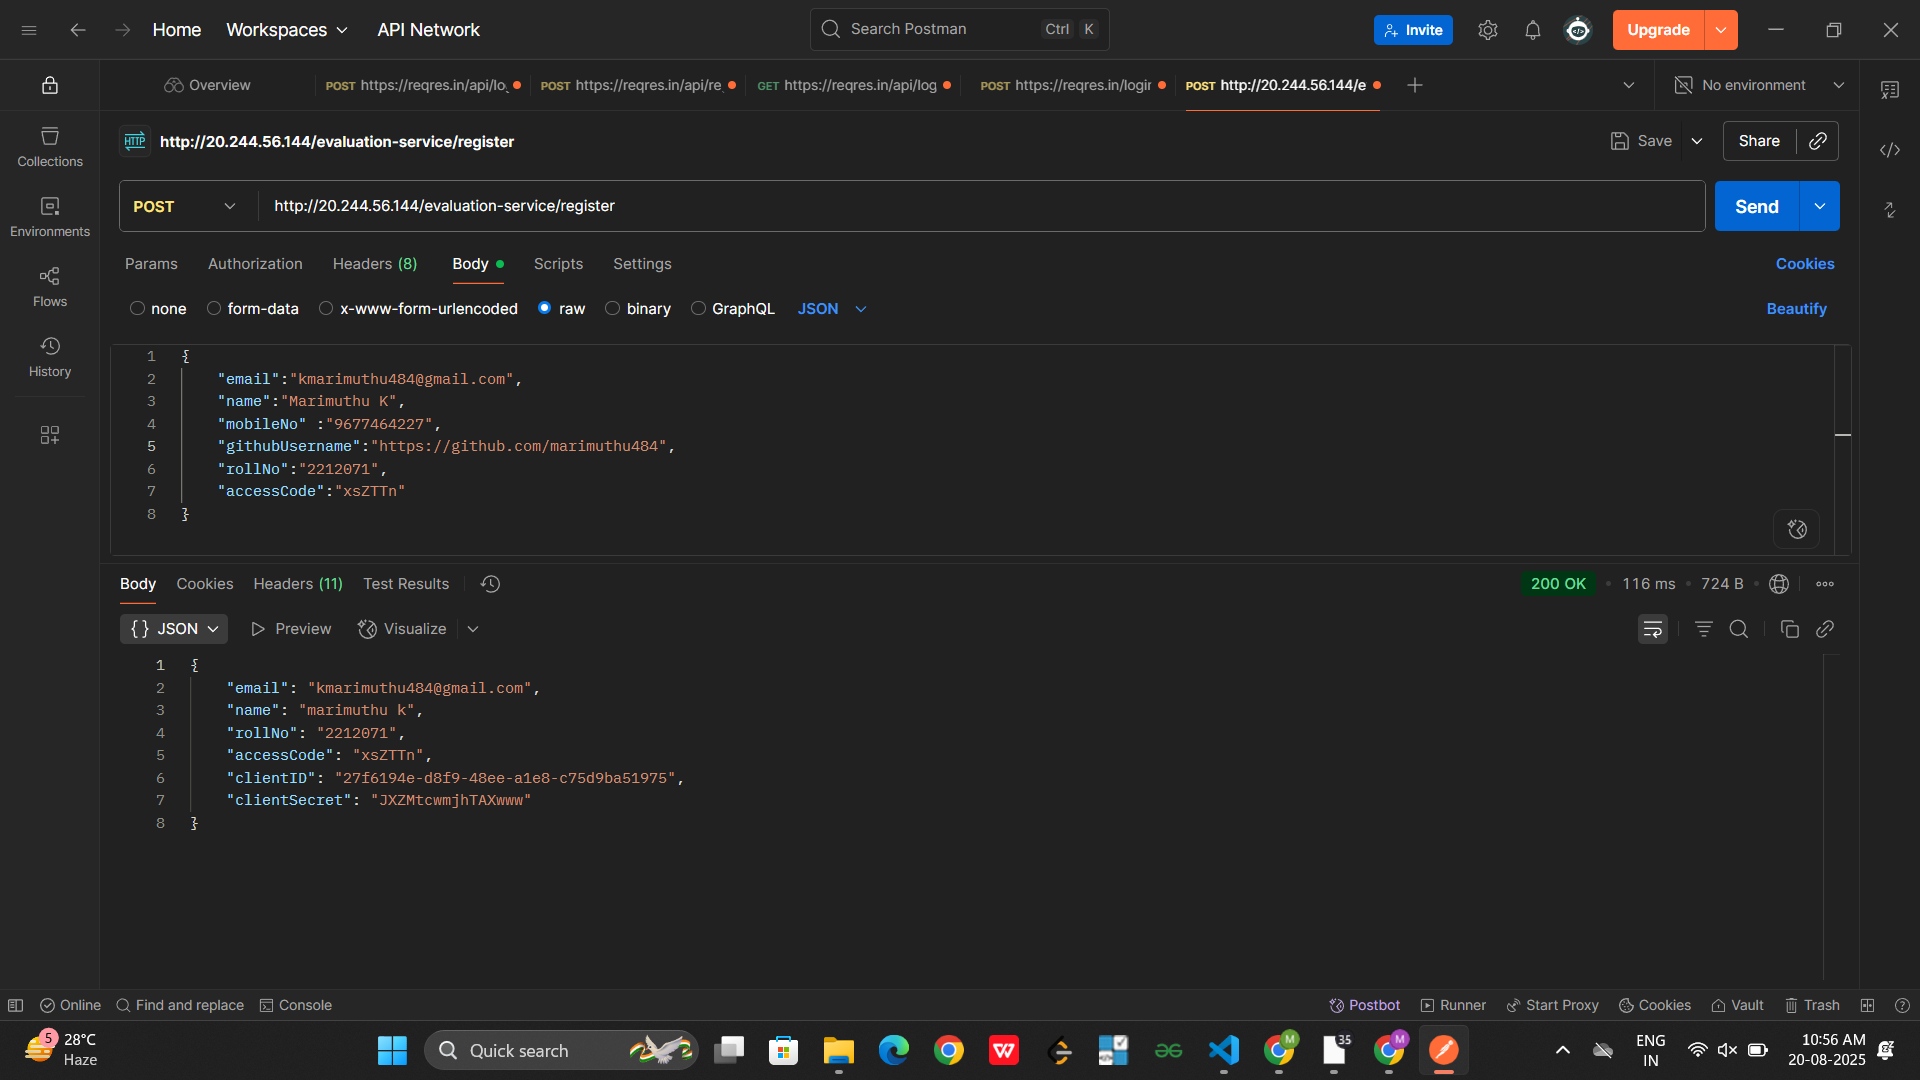 Home Workspaces API Network Search Postman Ctrl K Invite Upgrade
Overview POST https://reqres.in/api/lo POST https://reqres.in/api/re GET https://reqres.in/api/log POST https://reqres.in/login POST http://20.244.56.144/e No environment
HTTP http://20.244.56.144/evaluation-service/register Save Share
Collections
POST http://20.244.56.144/evaluation-service/register Send
Environments
Params Authorization Headers (8) Body Scripts Settings Cookies
Flows
none form-data x-www-form-urlencoded raw binary GraphQL JSON Beautify
History
1 {
2 "email":"kmarimuthu484@gmail.com",
3 "name":"Marimuthu K",
4 "mobileNo" :"9677464227",
5 "githubUsername":"https://github.com/marimuthu484",
6 "rollNo":"2212071",
7 "accessCode":"xsZTTn"
8 }
Body Cookies Headers (11) Test Results 200 OK 116 ms 724 B
{} JSON Preview Visualize
1 {
2 "email": "kmarimuthu484@gmail.com",
3 "name": "marimuthu k",
4 "rollNo": "2212071",
5 "accessCode": "xsZTTn",
6 "clientID": "27f6194e-d8f9-48ee-a1e8-c75d9ba51975",
7 "clientSecret": "JXZMtcwmjhTAXwww"
8 }
Online Find and replace Console Postbot Runner Start Proxy Cookies Vault Trash
5 28°C
Haze
Quick search
M 35 M
ENG
IN
10:56 AM
20-08-2025